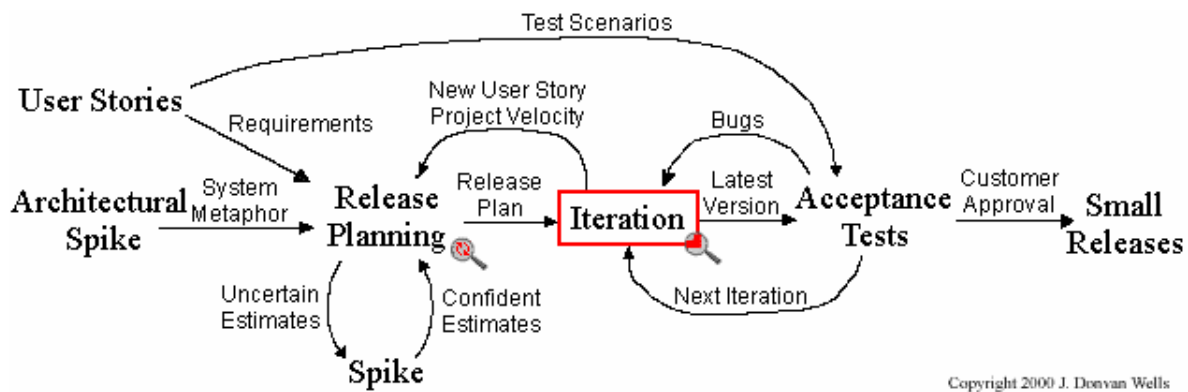 Test Scenarios
User Stories
Requirements
New User Story
Project Velocity
Bugs
Architectural
Spike
System
Metaphor
Release
Planning
Release
Plan
Iteration
Latest
Version
Acceptance
Tests
Customer
Approval
Small
Releases
Uncertain
Estimates
Confident
Estimates
Next Iteration
Spike
Copyright 2000 J. Donvan Wells